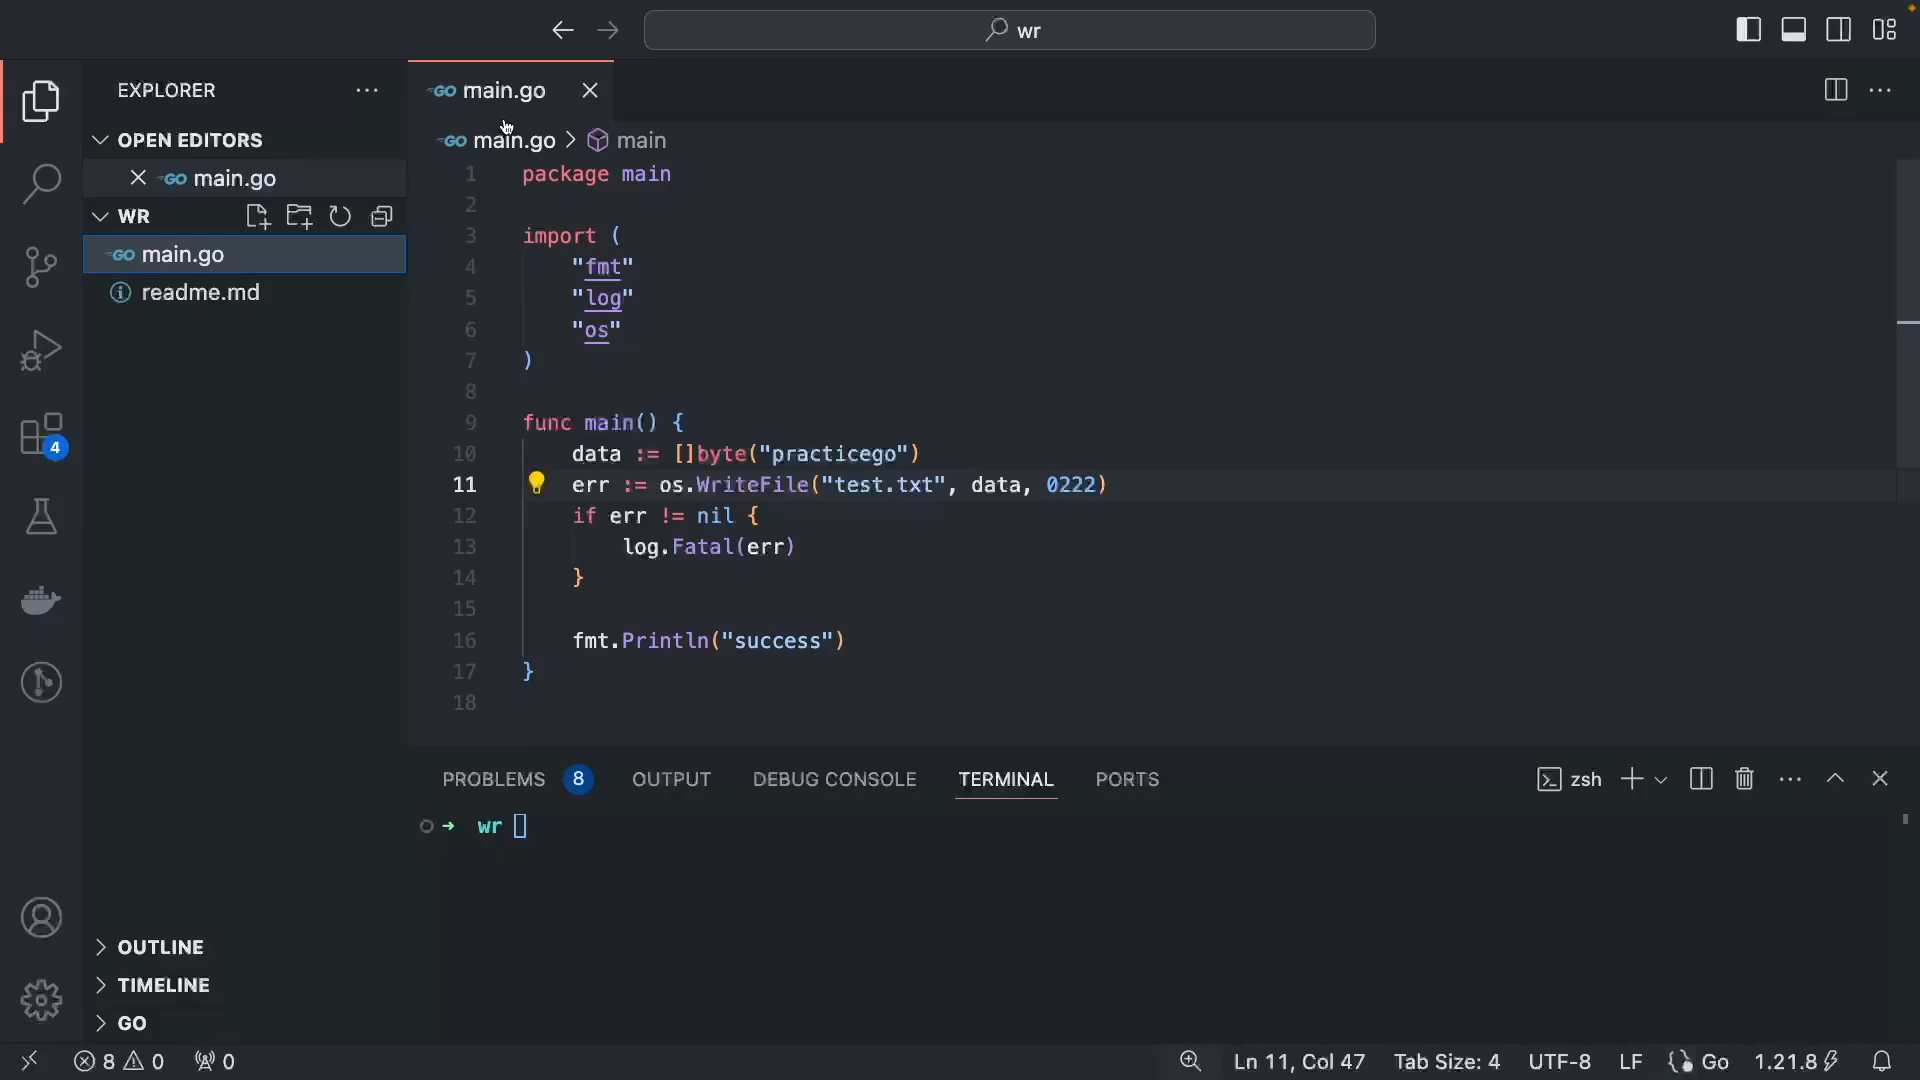 wr
EXPLORER
OPEN EDITORS
GO main.go
WR
GO main.go
readme.md
4
OUTLINE
TIMELINE
GO
GO main.go
GO main.go > main
1 package main
2
3 import (
4 "fmt"
5 "log"
6 "os"
7 )
8
9 func main() {
10 data := []byte("practicego")
11 err := os.WriteFile("test.txt", data, 0222)
12 if err != nil {
13 log.Fatal(err)
14 }
15
16 fmt.Println("success")
17 }
18
PROBLEMS 8 OUTPUT DEBUG CONSOLE TERMINAL PORTS zsh
→ wr
8 0 0 Ln 11, Col 47 Tab Size: 4 UTF-8 LF Go 1.21.8